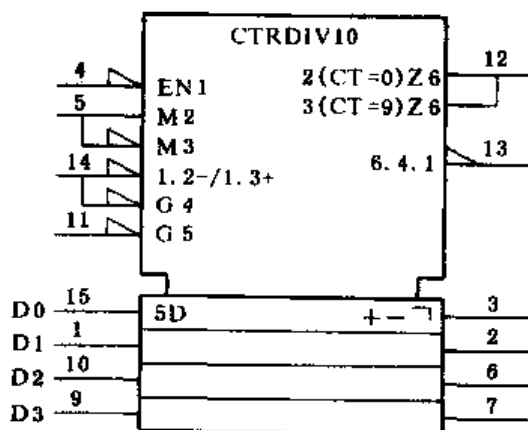 CTRDIV10
4 EN1 2(CT=0)Z6 12
5 M2 3(CT=9)Z6
M3
14 1.2-/1.3+ 6.4.1 13
G4
11 G5
D0 15 5D +- 3
D1 1 2
D2 10 6
D3 9 7